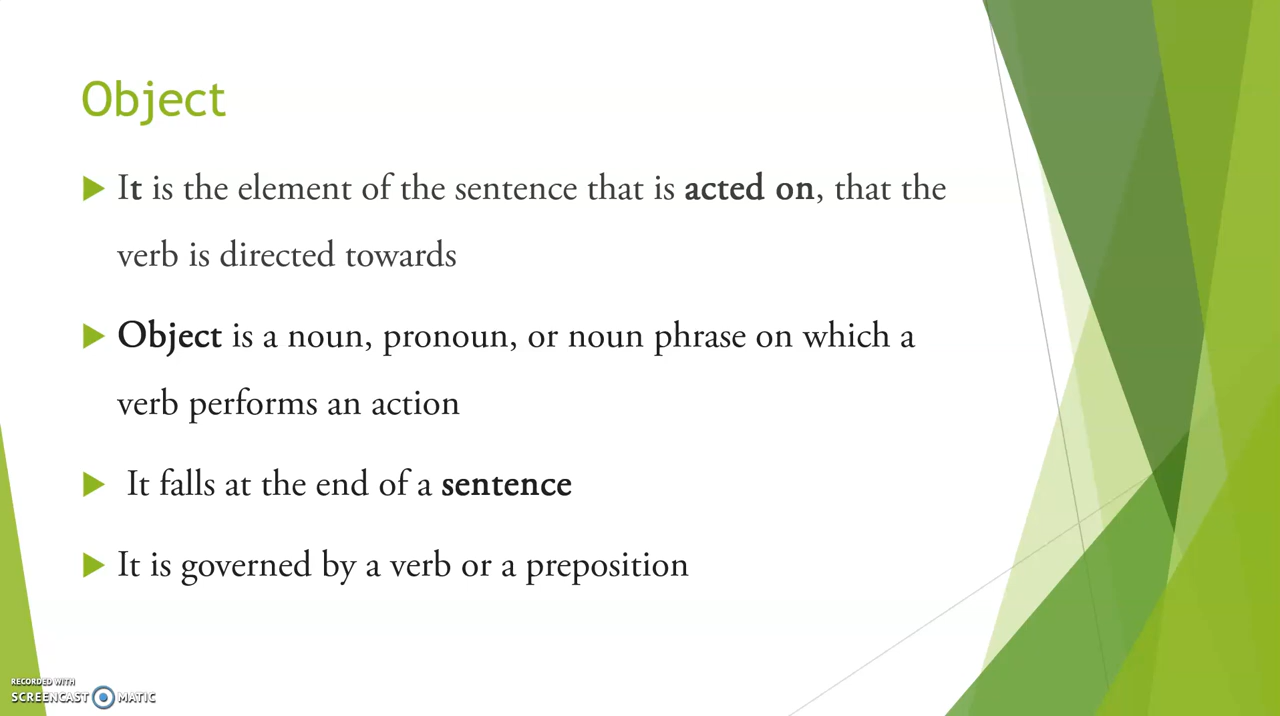 Object
It is the element of the sentence that is acted on, that the
verb is directed towards
Object is a noun, pronoun, or noun phrase on which a
verb performs an action
It falls at the end of a sentence
It is governed by a verb or a preposition
RECORDED WITH
SCREENCAST MATIC